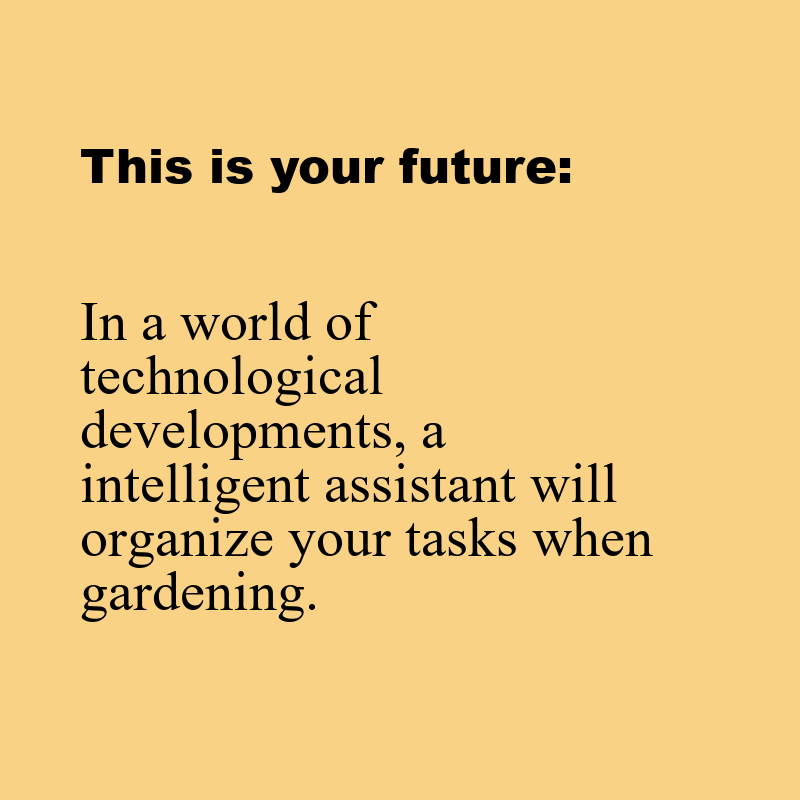 This is your future:
In a world of
technological
developments, a
intelligent assistant will
organize your tasks when
gardening.